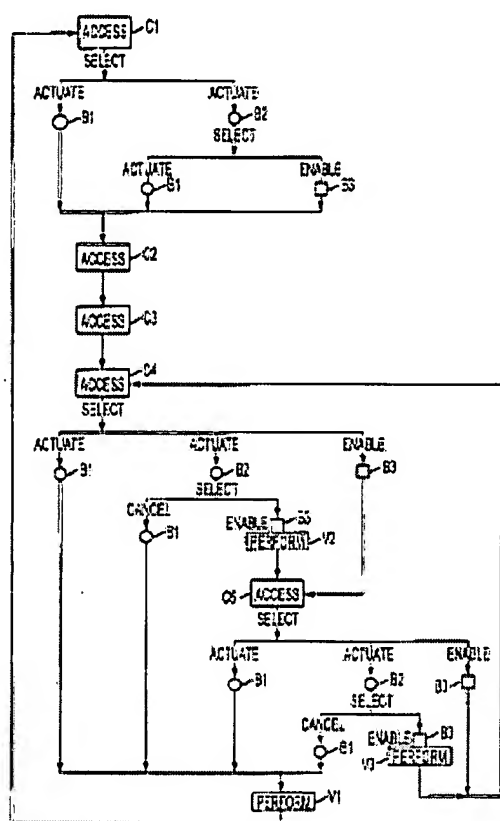 ACCESS C1
SELECT
ACTUATE ACTUATE
B1 B2
SELECT
ACTUATE ENABLE
B1
ACCESS C2
ACCESS C3
ACCESS C4
SELECT
ACTUATE ACTUATE ENABLE
B1 B2 B3
SELECT
CANCEL
B1 ENABLE
PERFORM V2
C5 ACCESS
SELECT
ACTUATE ACTUATE ENABLE
B1 B2 B3
SELECT
CANCEL
B1 ENABLE B3
V3 PERFORM
PERFORM V1